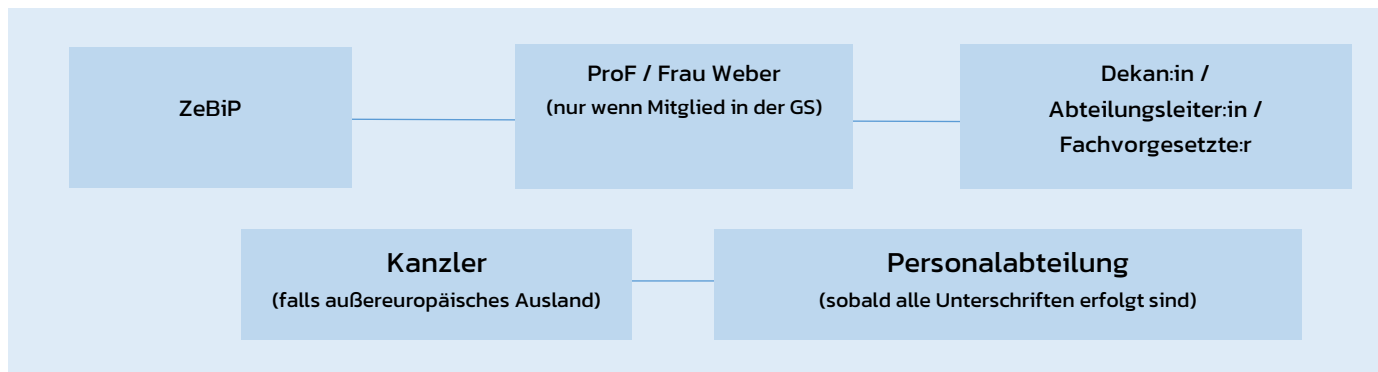 ZeBiP
ProF / Frau Weber
(nur wenn Mitglied in der GS)
Dekan:in /
Abteilungsleiter:in /
Fachvorgesetzte:r
Kanzler
(falls außereuropäisches Ausland)
Personalabteilung
(sobald alle Unterschriften erfolgt sind)